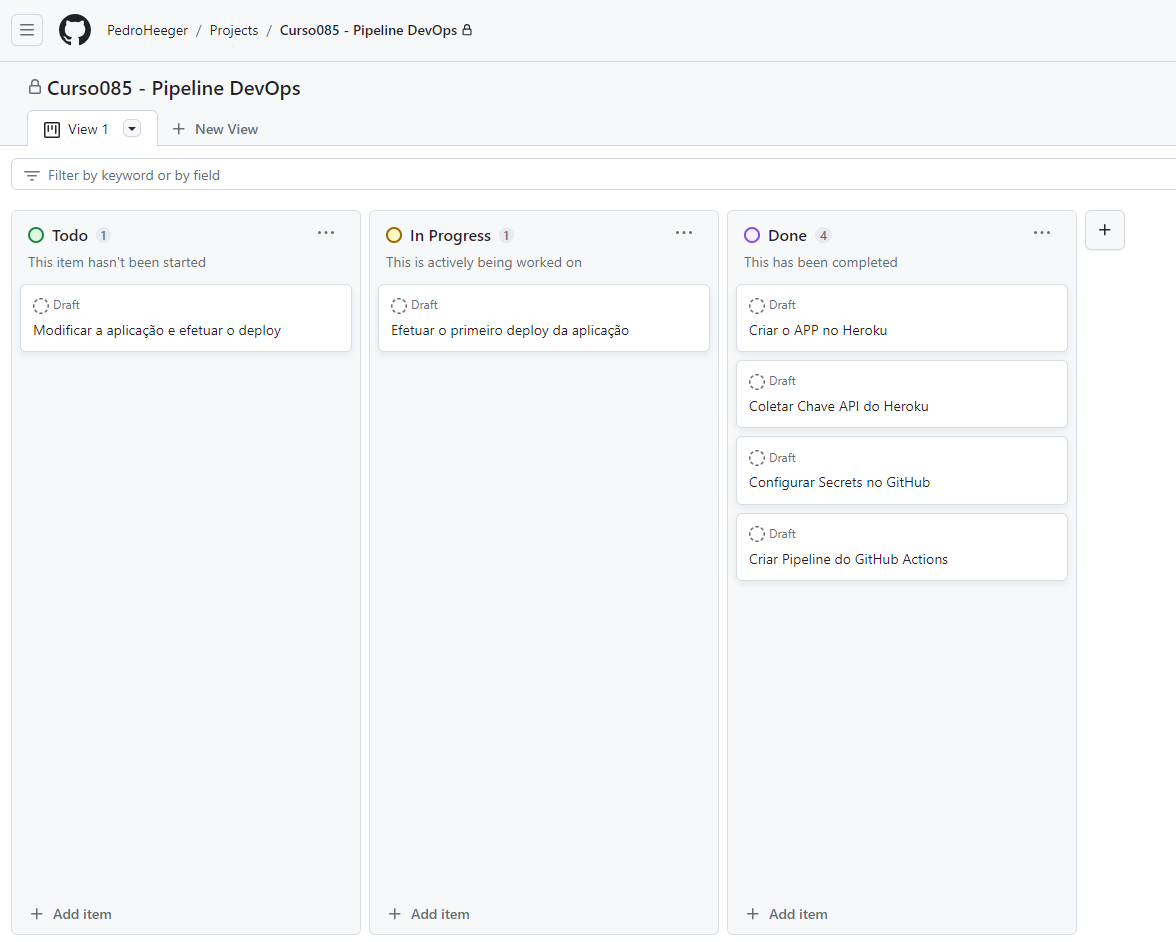 PedroHeeger / Projects / Curso085 - Pipeline DevOps
Curso085 - Pipeline DevOps
View 1
New View
Filter by keyword or by field
Todo 1
This item hasn't been started
Draft
Modificar a aplicação e efetuar o deploy
Add item
In Progress 1
This is actively being worked on
Draft
Efetuar o primeiro deploy da aplicação
Add item
Done 4
This has been completed
Draft
Criar o APP no Heroku
Draft
Coletar Chave API do Heroku
Draft
Configurar Secrets no GitHub
Draft
Criar Pipeline do GitHub Actions
Add item